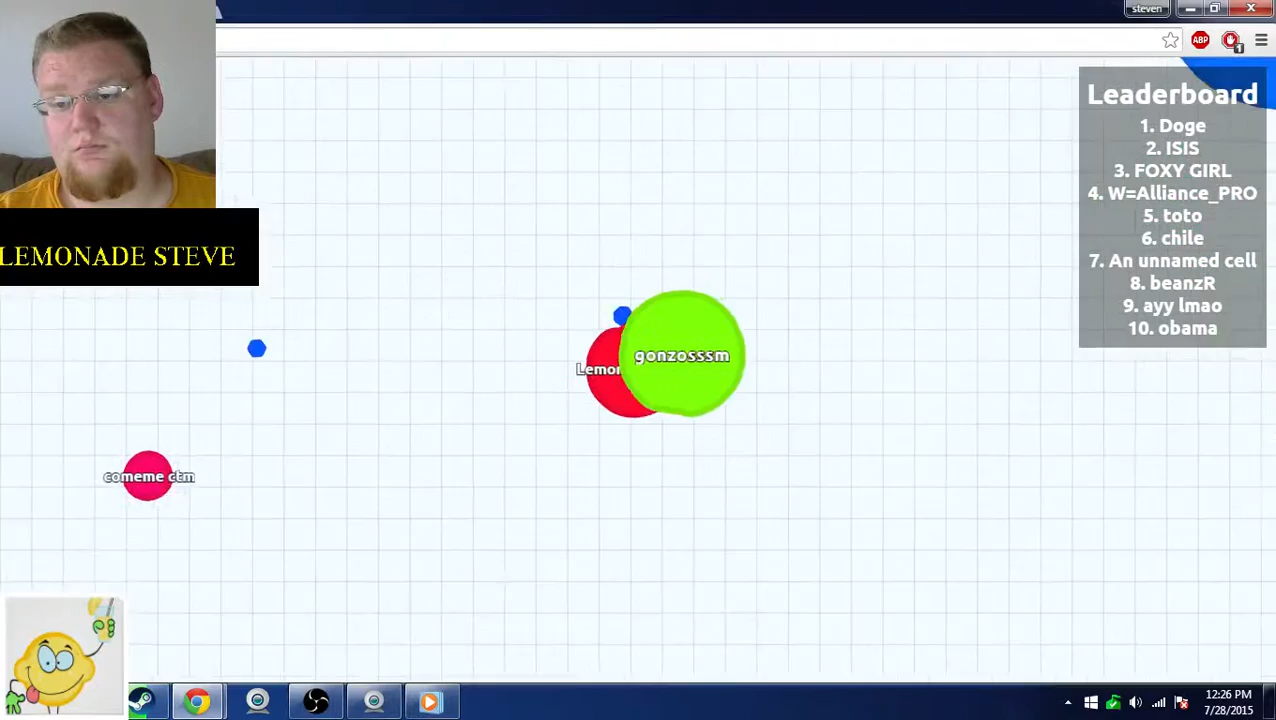 steven
ABP
1
Leaderboard
1. Doge
2. ISIS
3. FOXY GIRL
4. W=Alliance_PRO
5. toto
6. chile
7. An unnamed cell
8. beanzR
9. ayy lmao
10. obama
LEMONADE STEVE
gonzosssm
Lemon
comeme ctm
12:26 PM
7/28/2015